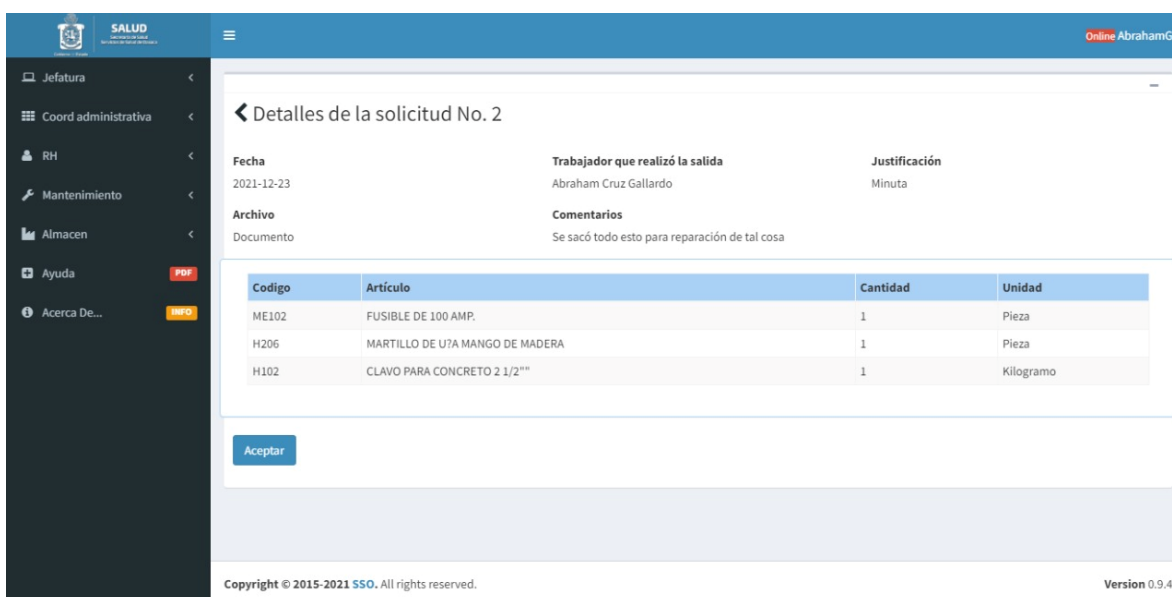 SALUD
Online AbrahamG
Jefatura
Coord administrativa
RH
Mantenimiento
Almacen
Ayuda PDF
Acerca De... INFO
Detalles de la solicitud No. 2
Fecha Trabajador que realizó la salida Justificación
2021-12-23 Abraham Cruz Gallardo Minuta
Archivo Comentarios
Documento Se sacó todo esto para reparación de tal cosa
Codigo Artículo Cantidad Unidad
ME102 FUSIBLE DE 100 AMP. 1 Pieza
H206 MARTILLO DE U?A MANGO DE MADERA 1 Pieza
H102 CLAVO PARA CONCRETO 2 1/2"" 1 Kilogramo
Aceptar
Copyright © 2015-2021 SSO. All rights reserved. Version 0.9.4